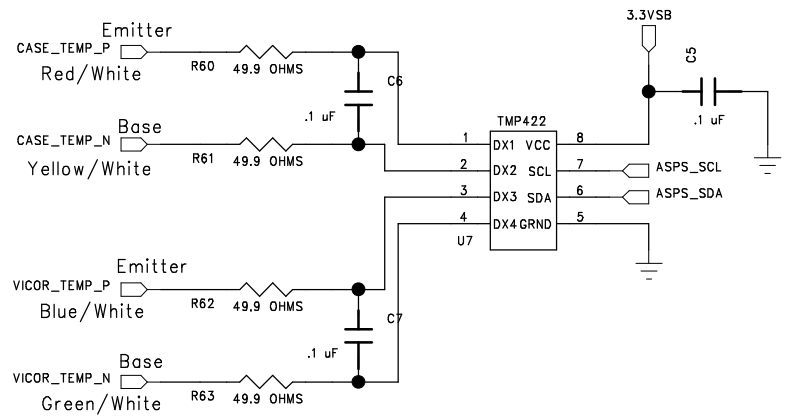 Emitter
CASE_TEMP_P
Red/White
R60
49.9 OHMS
C6
.1 uF
Base
CASE_TEMP_N
Yellow/White
R61
49.9 OHMS
3.3VSB
C5
.1 uF
TMP422
1 DX1 VCC 8
2 DX2 SCL 7 ASPS_SCL
3 DX3 SDA 6 ASPS_SDA
4 DX4 GRND 5
U7
Emitter
VICOR_TEMP_P
Blue/White
R62
49.9 OHMS
C7
.1 uF
Base
VICOR_TEMP_N
Green/White
R63
49.9 OHMS